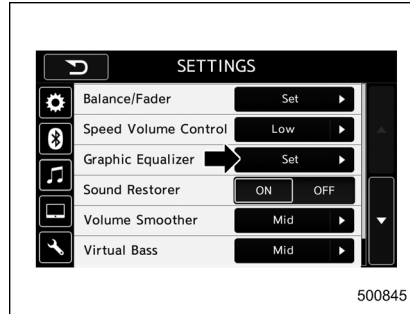 SETTINGS
Balance/Fader Set
Speed Volume Control Low
Graphic Equalizer Set
Sound Restorer ON OFF
Volume Smoother Mid
Virtual Bass Mid
500845